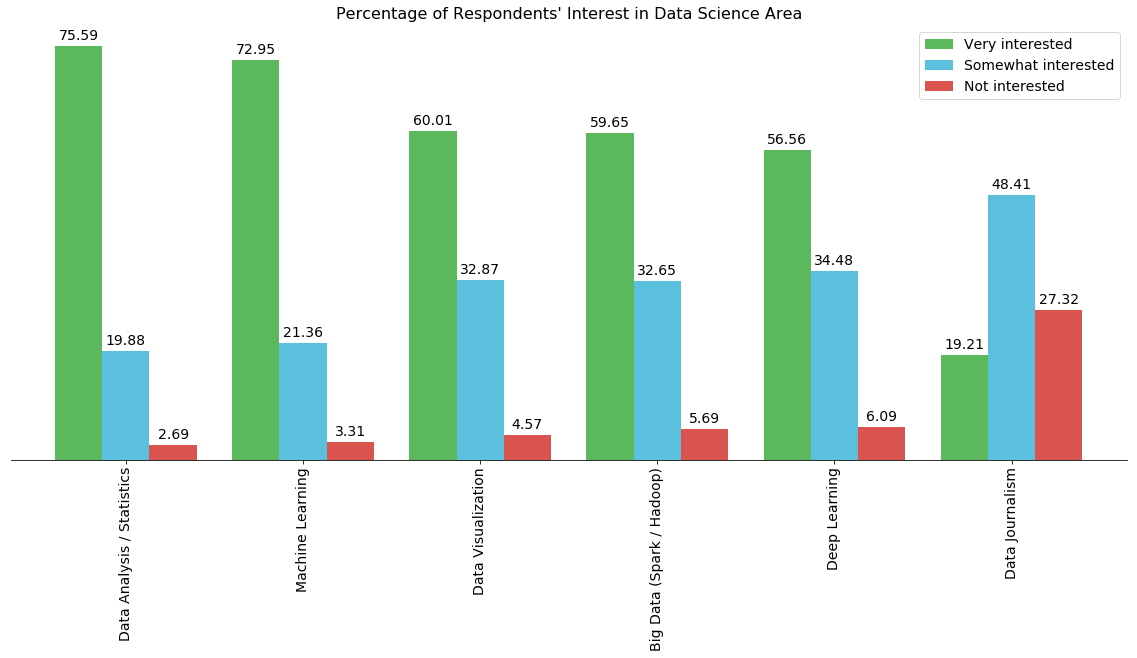 Percentage of Respondents' Interest in Data Science Area
Very interested
Somewhat interested
Not interested
75.59
19.88
2.69
72.95
21.36
3.31
60.01
32.87
4.57
59.65
32.65
5.69
56.56
34.48
6.09
19.21
48.41
27.32
Data Analysis / Statistics
Machine Learning
Data Visualization
Big Data (Spark / Hadoop)
Deep Learning
Data Journalism